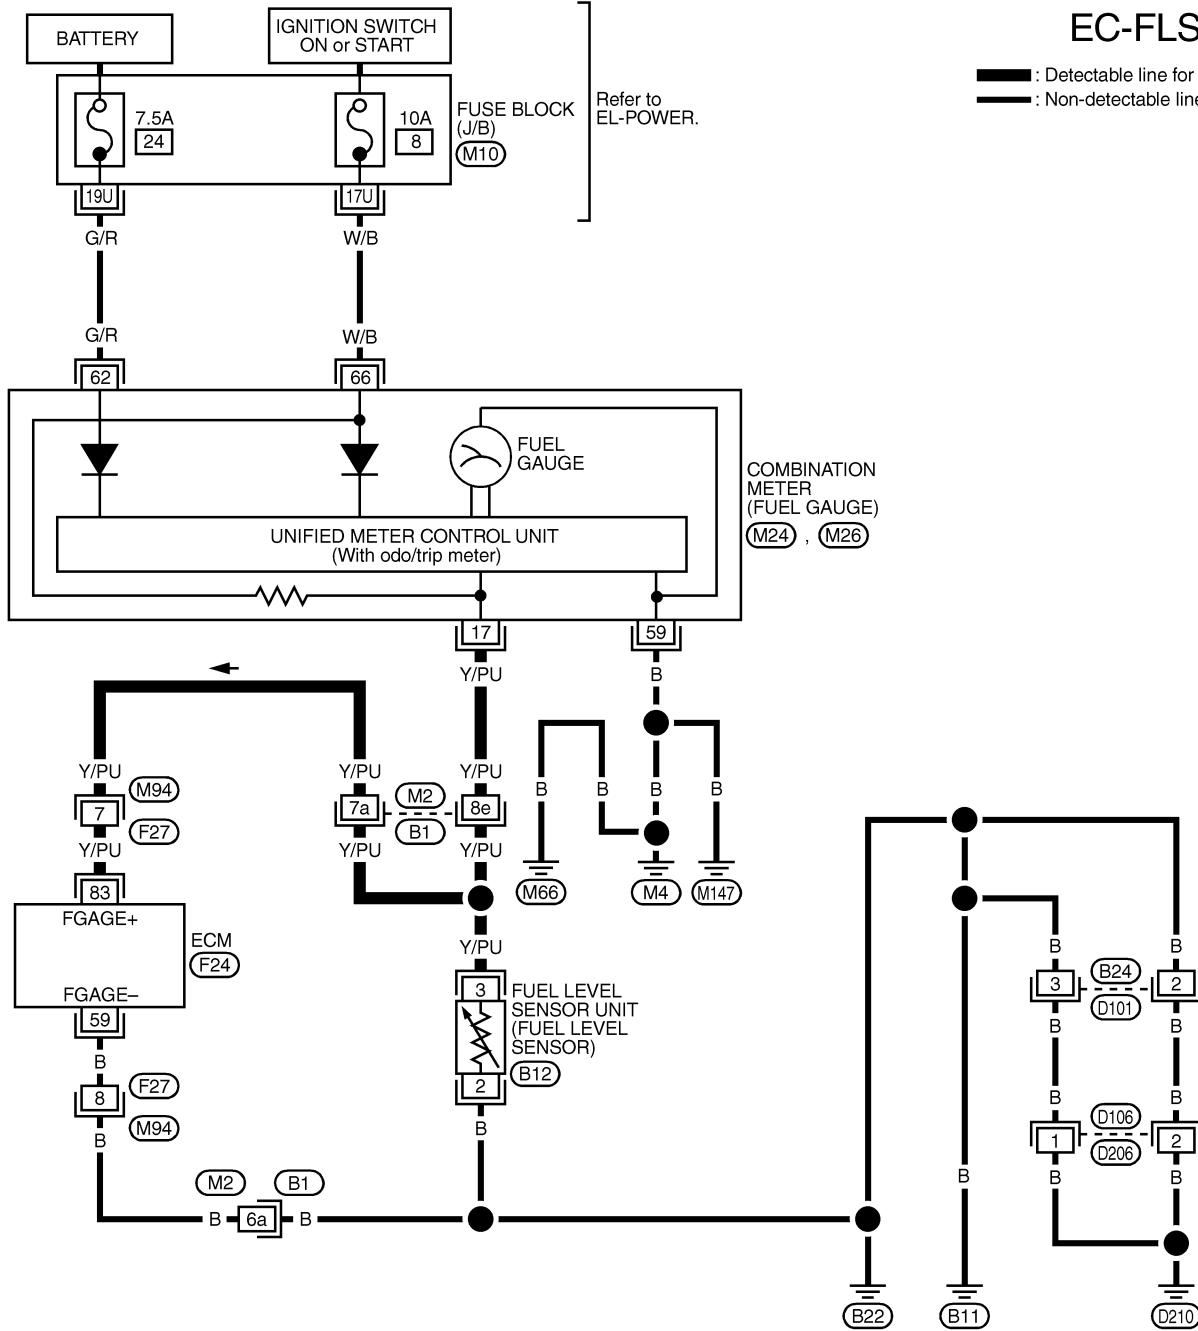 EC-FLS
: Detectable line for
: Non-detectable line
BATTERY
IGNITION SWITCH
ON or START
7.5A
24
10A
8
FUSE BLOCK
(J/B)
M10
Refer to
EL-POWER.
19U
17U
G/R
W/B
G/R
W/B
62
66
FUEL
GAUGE
COMBINATION
METER
(FUEL GAUGE)
M24 , M26
UNIFIED METER CONTROL UNIT
(With odo/trip meter)
17
59
Y/PU
B
Y/PU
Y/PU
Y/PU
B
B
B
B
M94
7
F27
7a
M2
B1
8e
Y/PU
Y/PU
Y/PU
M66
M4
M147
83
FGAGE+
ECM
F24
FGAGE–
59
Y/PU
3
FUEL LEVEL
SENSOR UNIT
(FUEL LEVEL
SENSOR)
B12
2
B
B
8
F27
M94
B
M2
B1
B
6a
B
B
B
3
B24
D101
2
B
B
B
B
1
D106
D206
2
B
B
B
B22
B11
D210